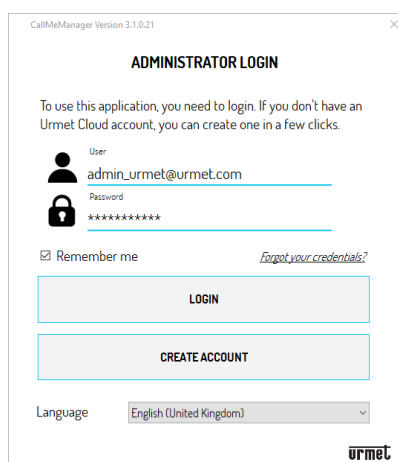 CallMeManager Version 3.1.0.21
ADMINISTRATOR LOGIN
To use this application, you need to login. If you don't have an
Urmet Cloud account, you can create one in a few clicks.
User
admin_urmet@urmet.com
Password
***********
Remember me
Forgot your credentials?
LOGIN
CREATE ACCOUNT
Language
English (United Kingdom)
urmet